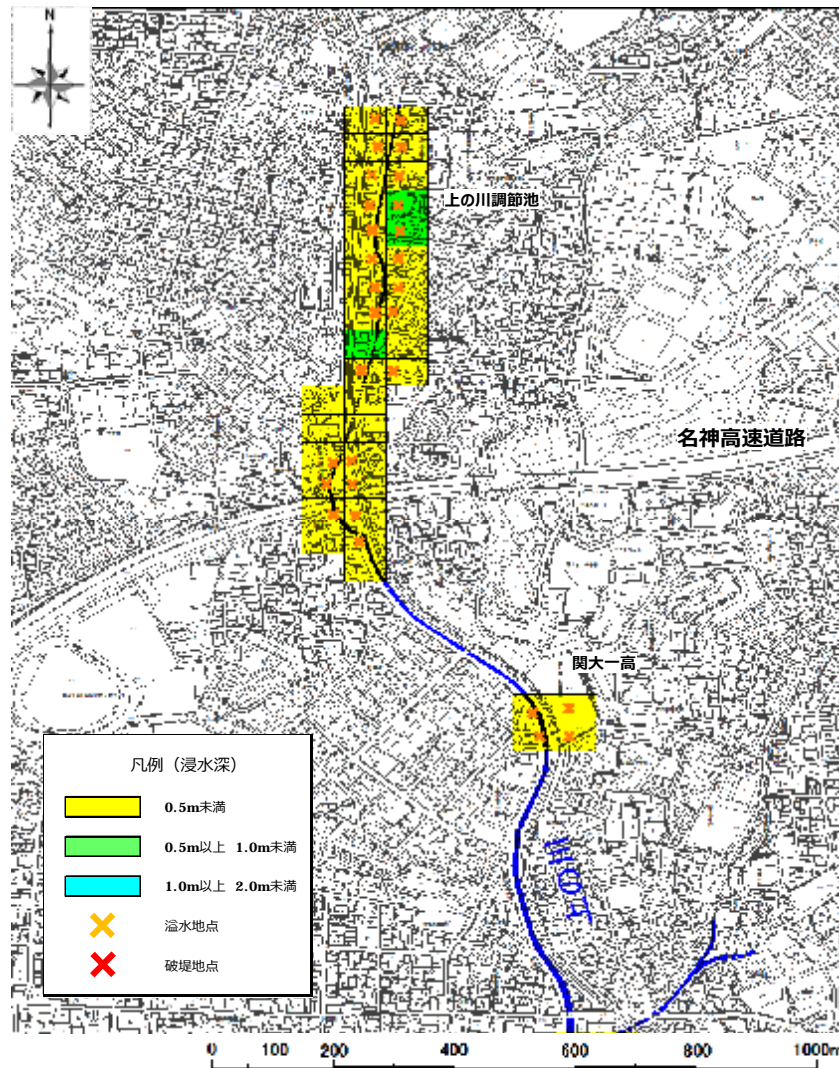 N
上の川調節池
名神高速道路
関大一高
凡例（浸水深）
0.5m未満
0.5m以上 1.0m未満
1.0m以上 2.0m未満
溢水地点
破堤地点
上の川
0 100 200 400 600 800 1000m